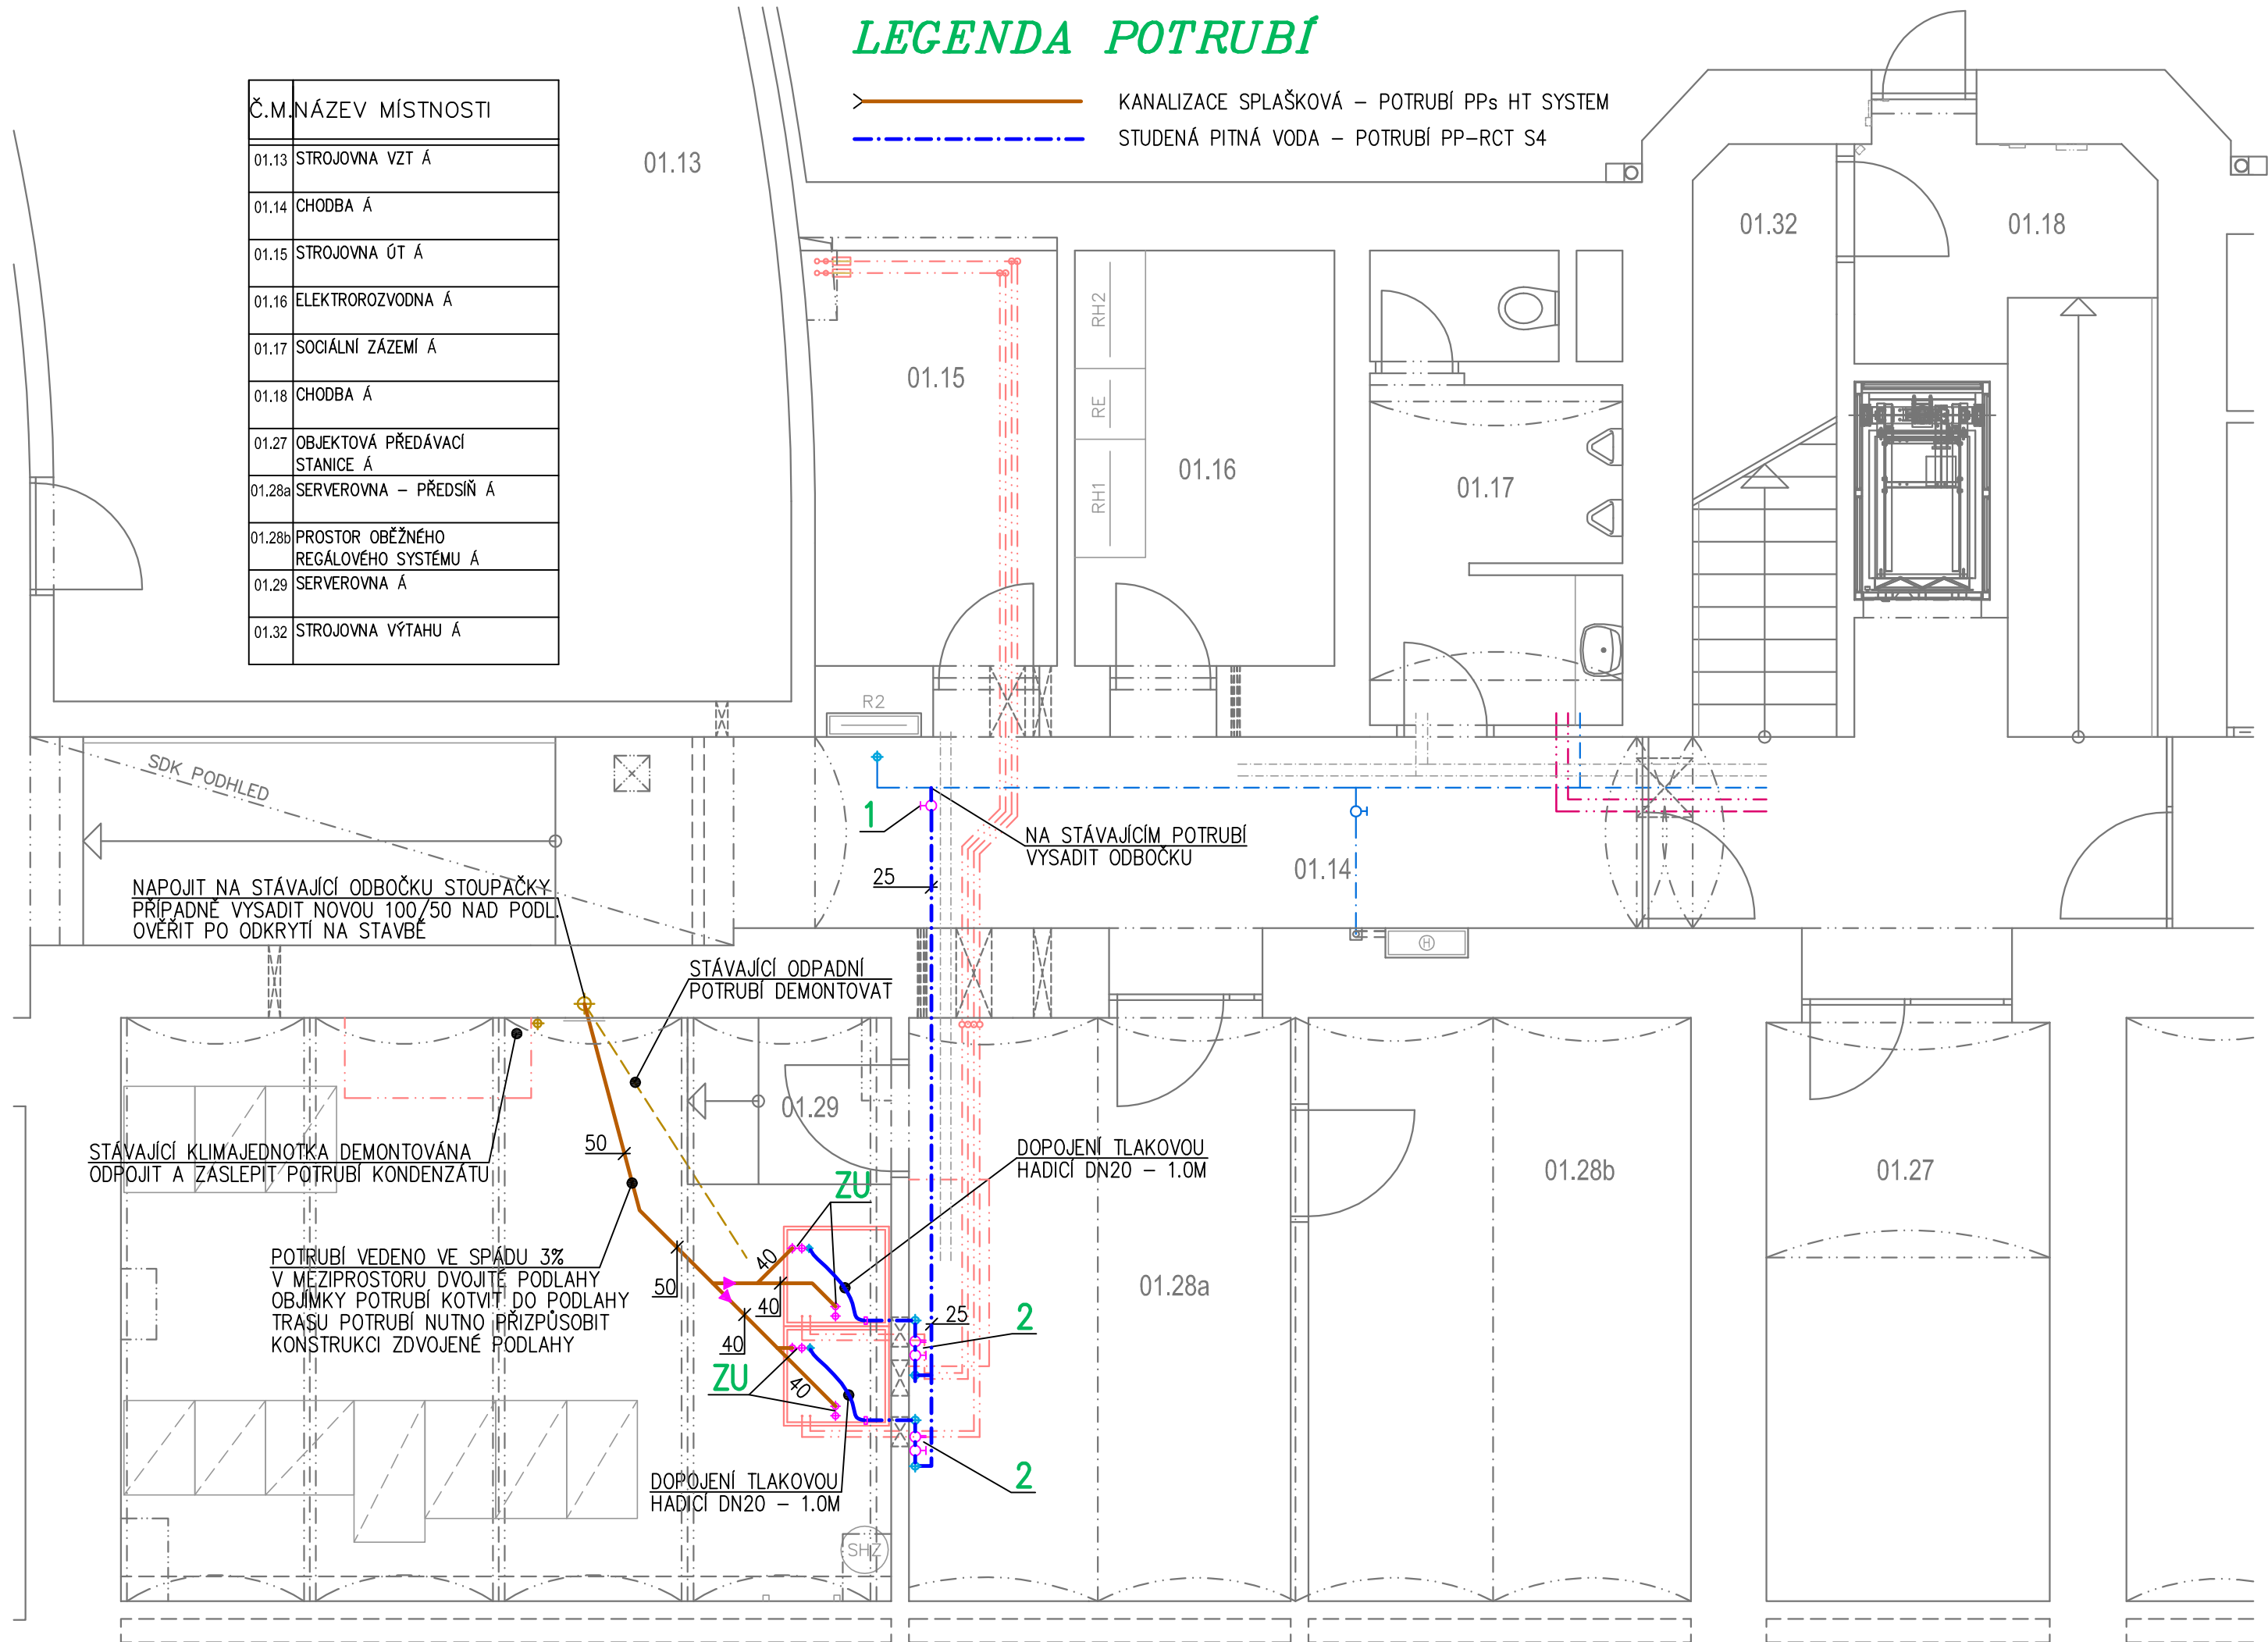 LEGENDA POTRUBÍ
KANALIZACE SPLAŠKOVÁ – POTRUBÍ PPs HT SYSTEM
STUDENÁ PITNÁ VODA – POTRUBÍ PP–RCT S4
Č.M. NÁZEV MÍSTNOSTI
01.13 STROJOVNA VZT Á
01.14 CHODBA Á
01.15 STROJOVNA ÚT Á
01.16 ELEKTROROZVODNA Á
01.17 SOCIÁLNÍ ZÁZEMÍ Á
01.18 CHODBA Á
01.27 OBJEKTOVÁ PŘEDÁVACÍ
STANICE Á
01.28a SERVEROVNA – PŘEDSÍŇ Á
01.28b PROSTOR OBĚŽNÉHO
REGÁLOVÉHO SYSTÉMU Á
01.29 SERVEROVNA Á
01.32 STROJOVNA VÝTAHU Á
01.13
01.32
01.18
RH2
01.15
RE
01.16
01.17
RH1
R2
SDK PODHLED
1
NA STÁVAJÍCÍM POTRUBÍ
VYSADIT ODBOČKU
01.14
25
NAPOJIT NA STÁVAJÍCÍ ODBOČKU STOUPAČKY
PŘÍPADNĚ VYSADIT NOVOU 100/50 NAD PODL.
OVĚŘIT PO ODKRYTÍ NA STAVBĚ
H
STÁVAJÍCÍ ODPADNÍ
POTRUBÍ DEMONTOVAT
01.29
50
STÁVAJÍCÍ KLIMAJEDNOTKA DEMONTOVÁNA
ODPOJIT A ZASLEPIT POTRUBÍ KONDENZÁTU
DOPOJENÍ TLAKOVOU
HADICÍ DN20 – 1.0M
01.28b
01.27
ZU
POTRUBÍ VEDENO VE SPÁDU 3%
V MEZIPROSTORU DVOJITÉ PODLAHY
OBJÍMKY POTRUBÍ KOTVIT DO PODLAHY
TRASU POTRUBÍ NUTNO PŘIZPŮSOBIT
KONSTRUKCI ZDVOJENÉ PODLAHY
40
50
40
40
01.28a
25
2
ZU
40
2
DOPOJENÍ TLAKOVOU
HADICÍ DN20 – 1.0M
SHZ